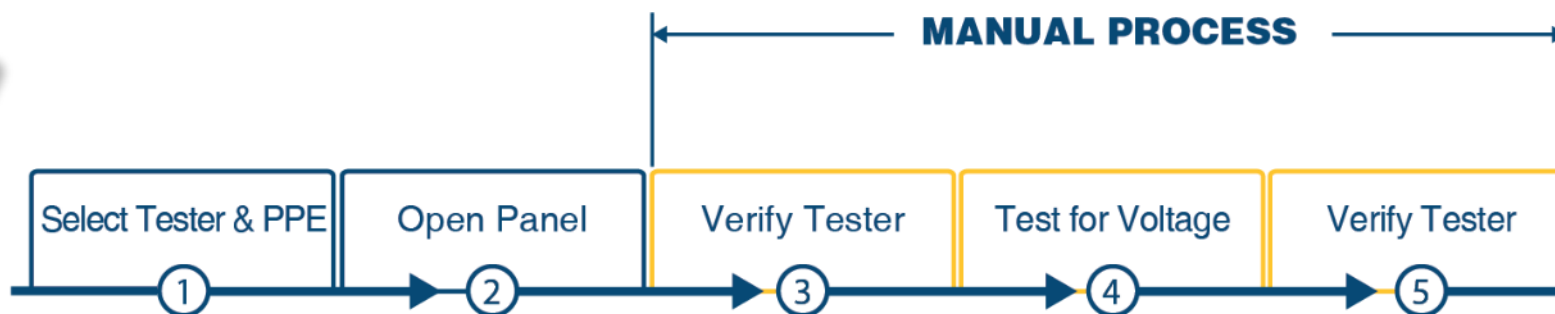 MANUAL PROCESS
Select Tester & PPE
Open Panel
Verify Tester
Test for Voltage
Verify Tester
1
2
3
4
5